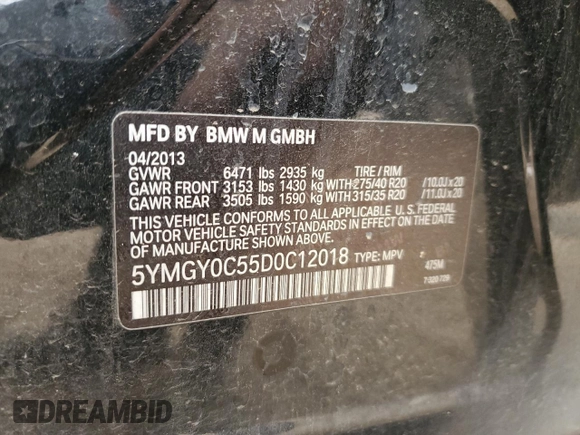 MFD BY BMW M GMBH
04/2013
GVWR 6471 lbs 2935 kg TIRE / RIM
GAWR FRONT 3153 lbs 1430 kg WITH 275/40 R20 /10.0J x 20
GAWR REAR 3505 lbs 1590 kg WITH 315/35 R20 /11.0J x 20
THIS VEHICLE CONFORMS TO ALL APPLICABLE U.S. FEDERAL
MOTOR VEHICLE SAFETY STANDARDS IN EFFECT ON THE DATE
OF MANUFACTURE SHOWN ABOVE.
5YMGY0C55D0C12018 TYPE: MPV 475M
DREAMBID